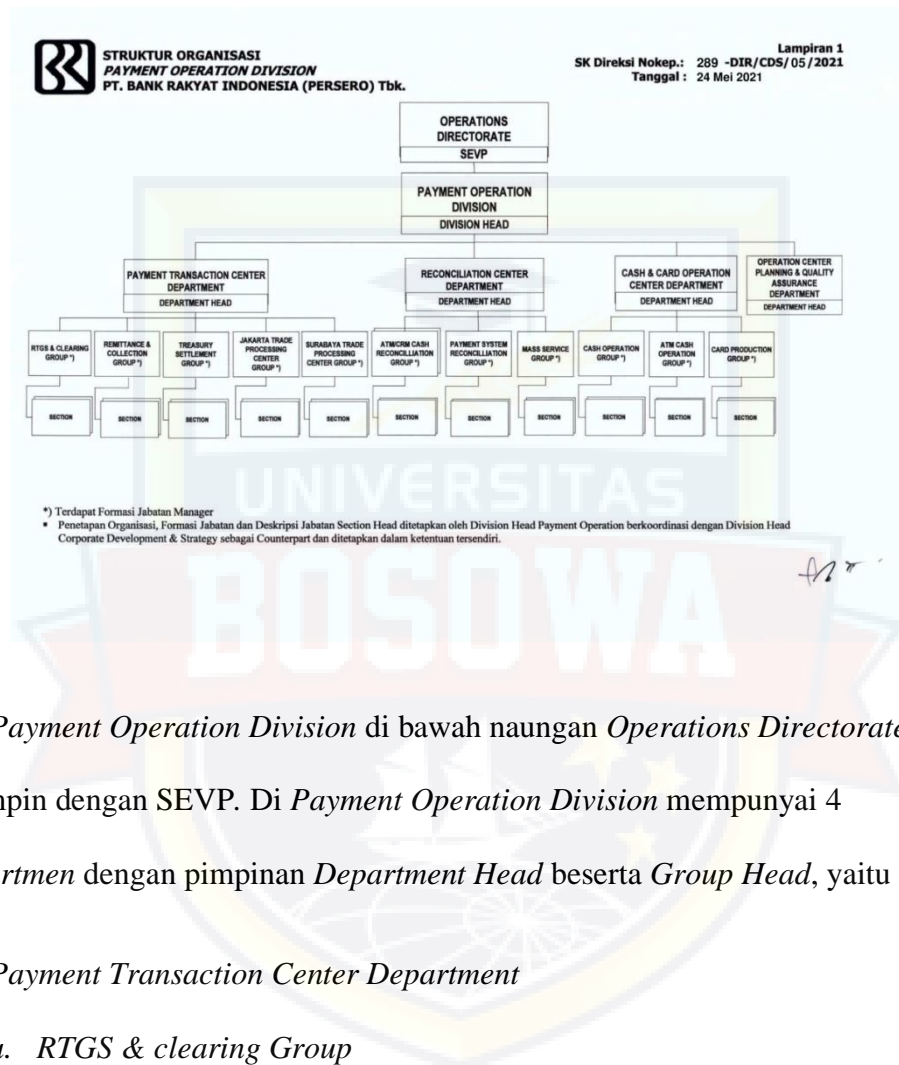 STRUKTUR ORGANISASI
PAYMENT OPERATION DIVISION
PT. BANK RAKYAT INDONESIA (PERSERO) Tbk.
Lampiran 1
SK Direksi Nokep.: 289 -DIR/CDS/05/2021
Tanggal : 24 Mei 2021
OPERATIONS
DIRECTORATE
SEVP
PAYMENT OPERATION
DIVISION
DIVISION HEAD
PAYMENT TRANSACTION CENTER
DEPARTMENT
DEPARTMENT HEAD
RECONCILIATION CENTER
DEPARTMENT
DEPARTMENT HEAD
CASH & CARD OPERATION
CENTER DEPARTMENT
DEPARTMENT HEAD
OPERATION CENTER
PLANNING & QUALITY
ASSURANCE
DEPARTMENT
DEPARTMENT HEAD
RTGS & CLEARING
GROUP *)
REMITTANCE &
COLLECTION
GROUP *)
TREASURY
SETTLEMENT
GROUP *)
JAKARTA TRADE
PROCESSING
CENTER
GROUP *)
SURABAYA TRADE
PROCESSING
CENTER GROUP *)
ATM/CRM CASH
RECONCILLIATION
GROUP *)
PAYMENT SYSTEM
RECONCILLIATION
GROUP *)
MASS SERVICE
GROUP *)
CASH OPERATION
GROUP *)
ATM CASH
OPERATION
GROUP *)
CARD PRODUCTION
GROUP *)
SECTION
SECTION
SECTION
SECTION
SECTION
SECTION
SECTION
SECTION
SECTION
SECTION
SECTION
*) Terdapat Formasi Jabatan Manager
▪ Penetapan Organisasi, Formasi Jabatan dan Deskripsi Jabatan Section Head ditetapkan oleh Division Head Payment Operation berkoordinasi dengan Division Head
Corporate Development & Strategy sebagai Counterpart dan ditetapkan dalam ketentuan tersendiri.
UNIVERSITAS
BOSOWA
Payment Operation Division di bawah naungan Operations Directorate
npin dengan SEVP. Di Payment Operation Division mempunyai 4
artmen dengan pimpinan Department Head beserta Group Head, yaitu
Payment Transaction Center Department
. RTGS & clearing Group